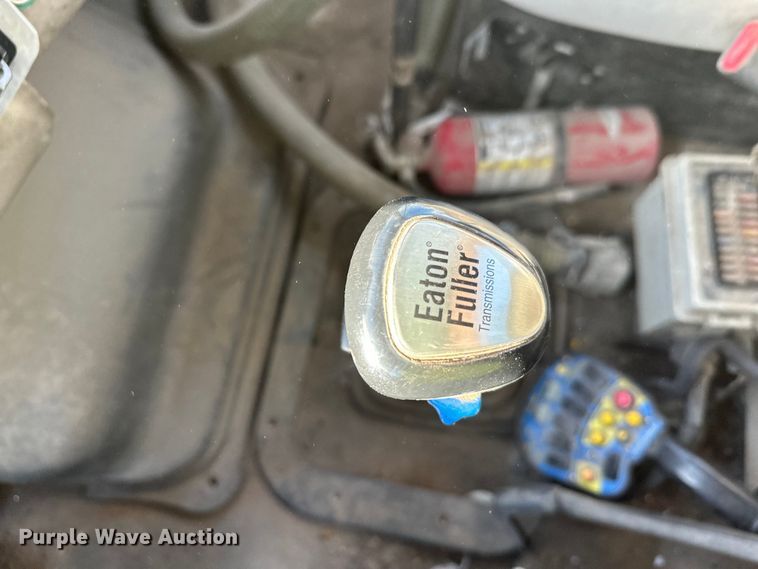 Eaton®
Fuller®
Transmissions
Purple Wave Auction